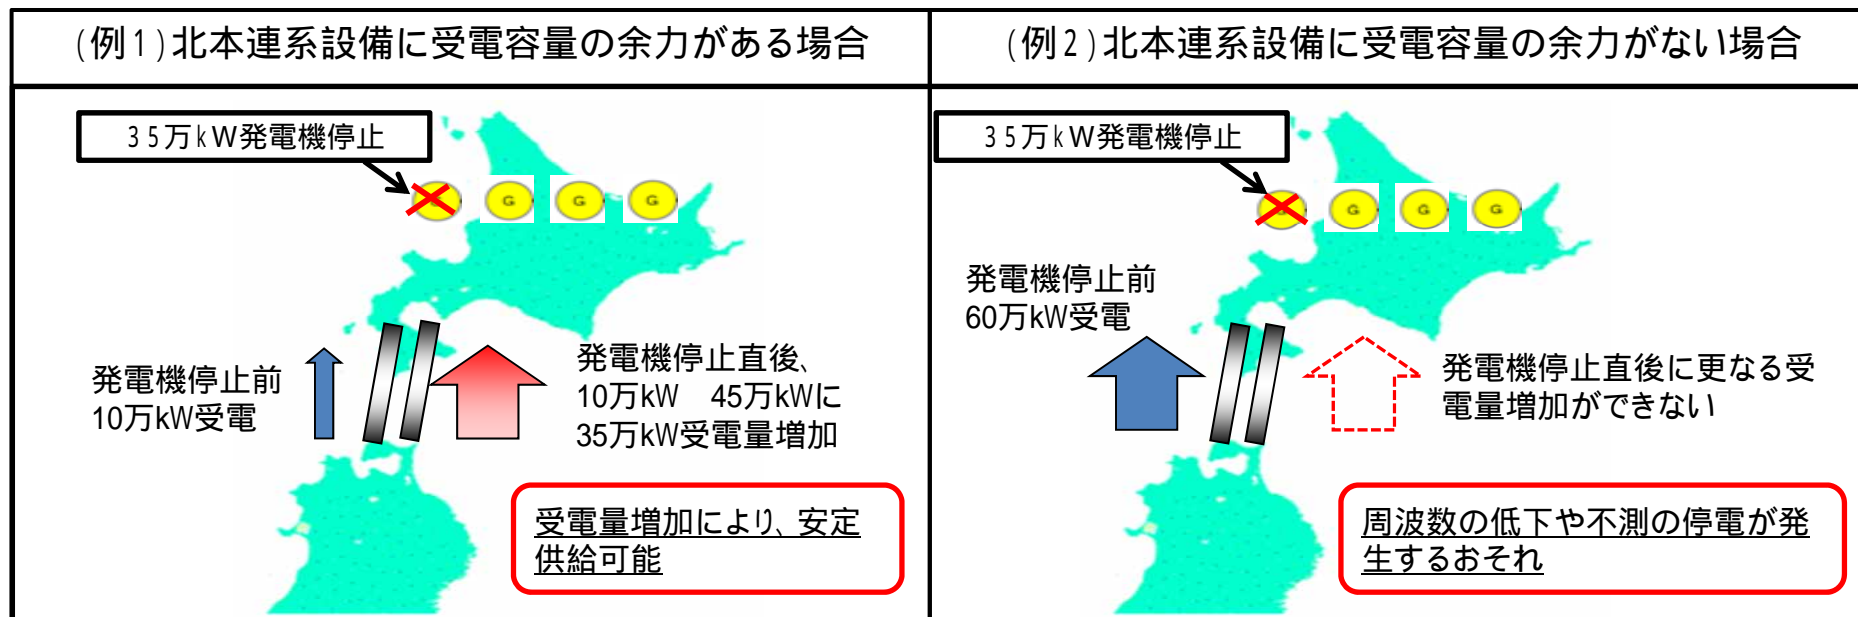 (例1)北本連系設備に受電容量の余力がある場合
35万kW発電機停止
G
G
G
G
発電機停止前
10万kW受電
発電機停止直後、
10万kW 45万kWに
35万kW受電量増加
受電量増加により、安定
供給可能
(例2)北本連系設備に受電容量の余力がない場合
35万kW発電機停止
G
G
G
G
発電機停止前
60万kW受電
発電機停止直後に更なる受
電量増加ができない
周波数の低下や不測の停電が発
生するおそれ